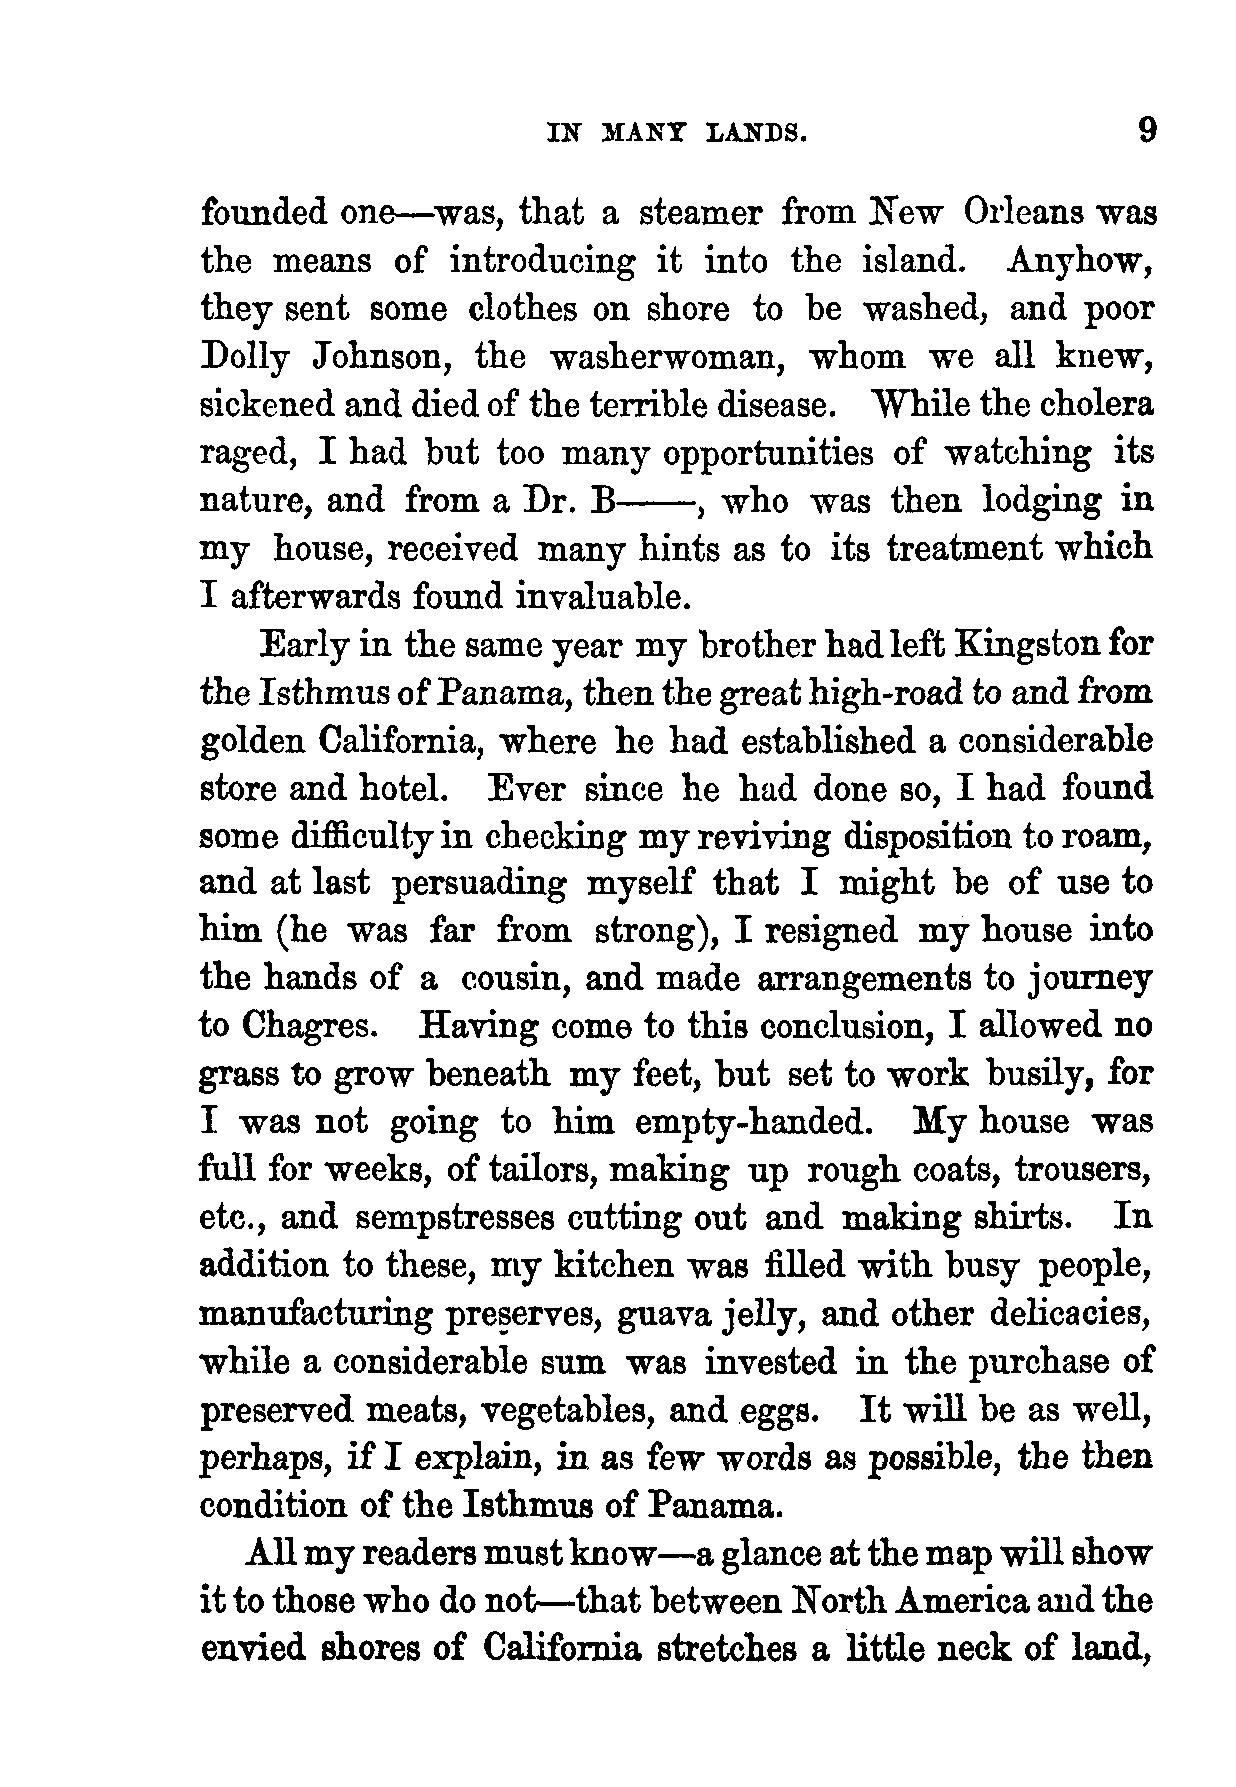 IN MANY LANDS. 9
founded one—was, that a steamer from New Orleans was
the means of introducing it into the island. Anyhow,
they sent some clothes on shore to be washed, and poor
Dolly Johnson, the washerwoman, whom we all knew,
sickened and died of the terrible disease. While the cholera
raged, I had but too many opportunities of watching its
nature, and from a Dr. B——, who was then lodging in
my house, received many hints as to its treatment which
I afterwards found invaluable.
Early in the same year my brother had left Kingston for
the Isthmus of Panama, then the great high-road to and from
golden California, where he had established a considerable
store and hotel. Ever since he had done so, I had found
some difficulty in checking my reviving disposition to roam,
and at last persuading myself that I might be of use to
him (he was far from strong), I resigned my house into
the hands of a cousin, and made arrangements to journey
to Chagres. Having come to this conclusion, I allowed no
grass to grow beneath my feet, but set to work busily, for
I was not going to him empty-handed. My house was
full for weeks, of tailors, making up rough coats, trousers,
etc., and sempstresses cutting out and making shirts. In
addition to these, my kitchen was filled with busy people,
manufacturing preserves, guava jelly, and other delicacies,
while a considerable sum was invested in the purchase of
preserved meats, vegetables, and eggs. It will be as well,
perhaps, if I explain, in as few words as possible, the then
condition of the Isthmus of Panama.
All my readers must know—a glance at the map will show
it to those who do not—that between North America and the
envied shores of California stretches a little neck of land,